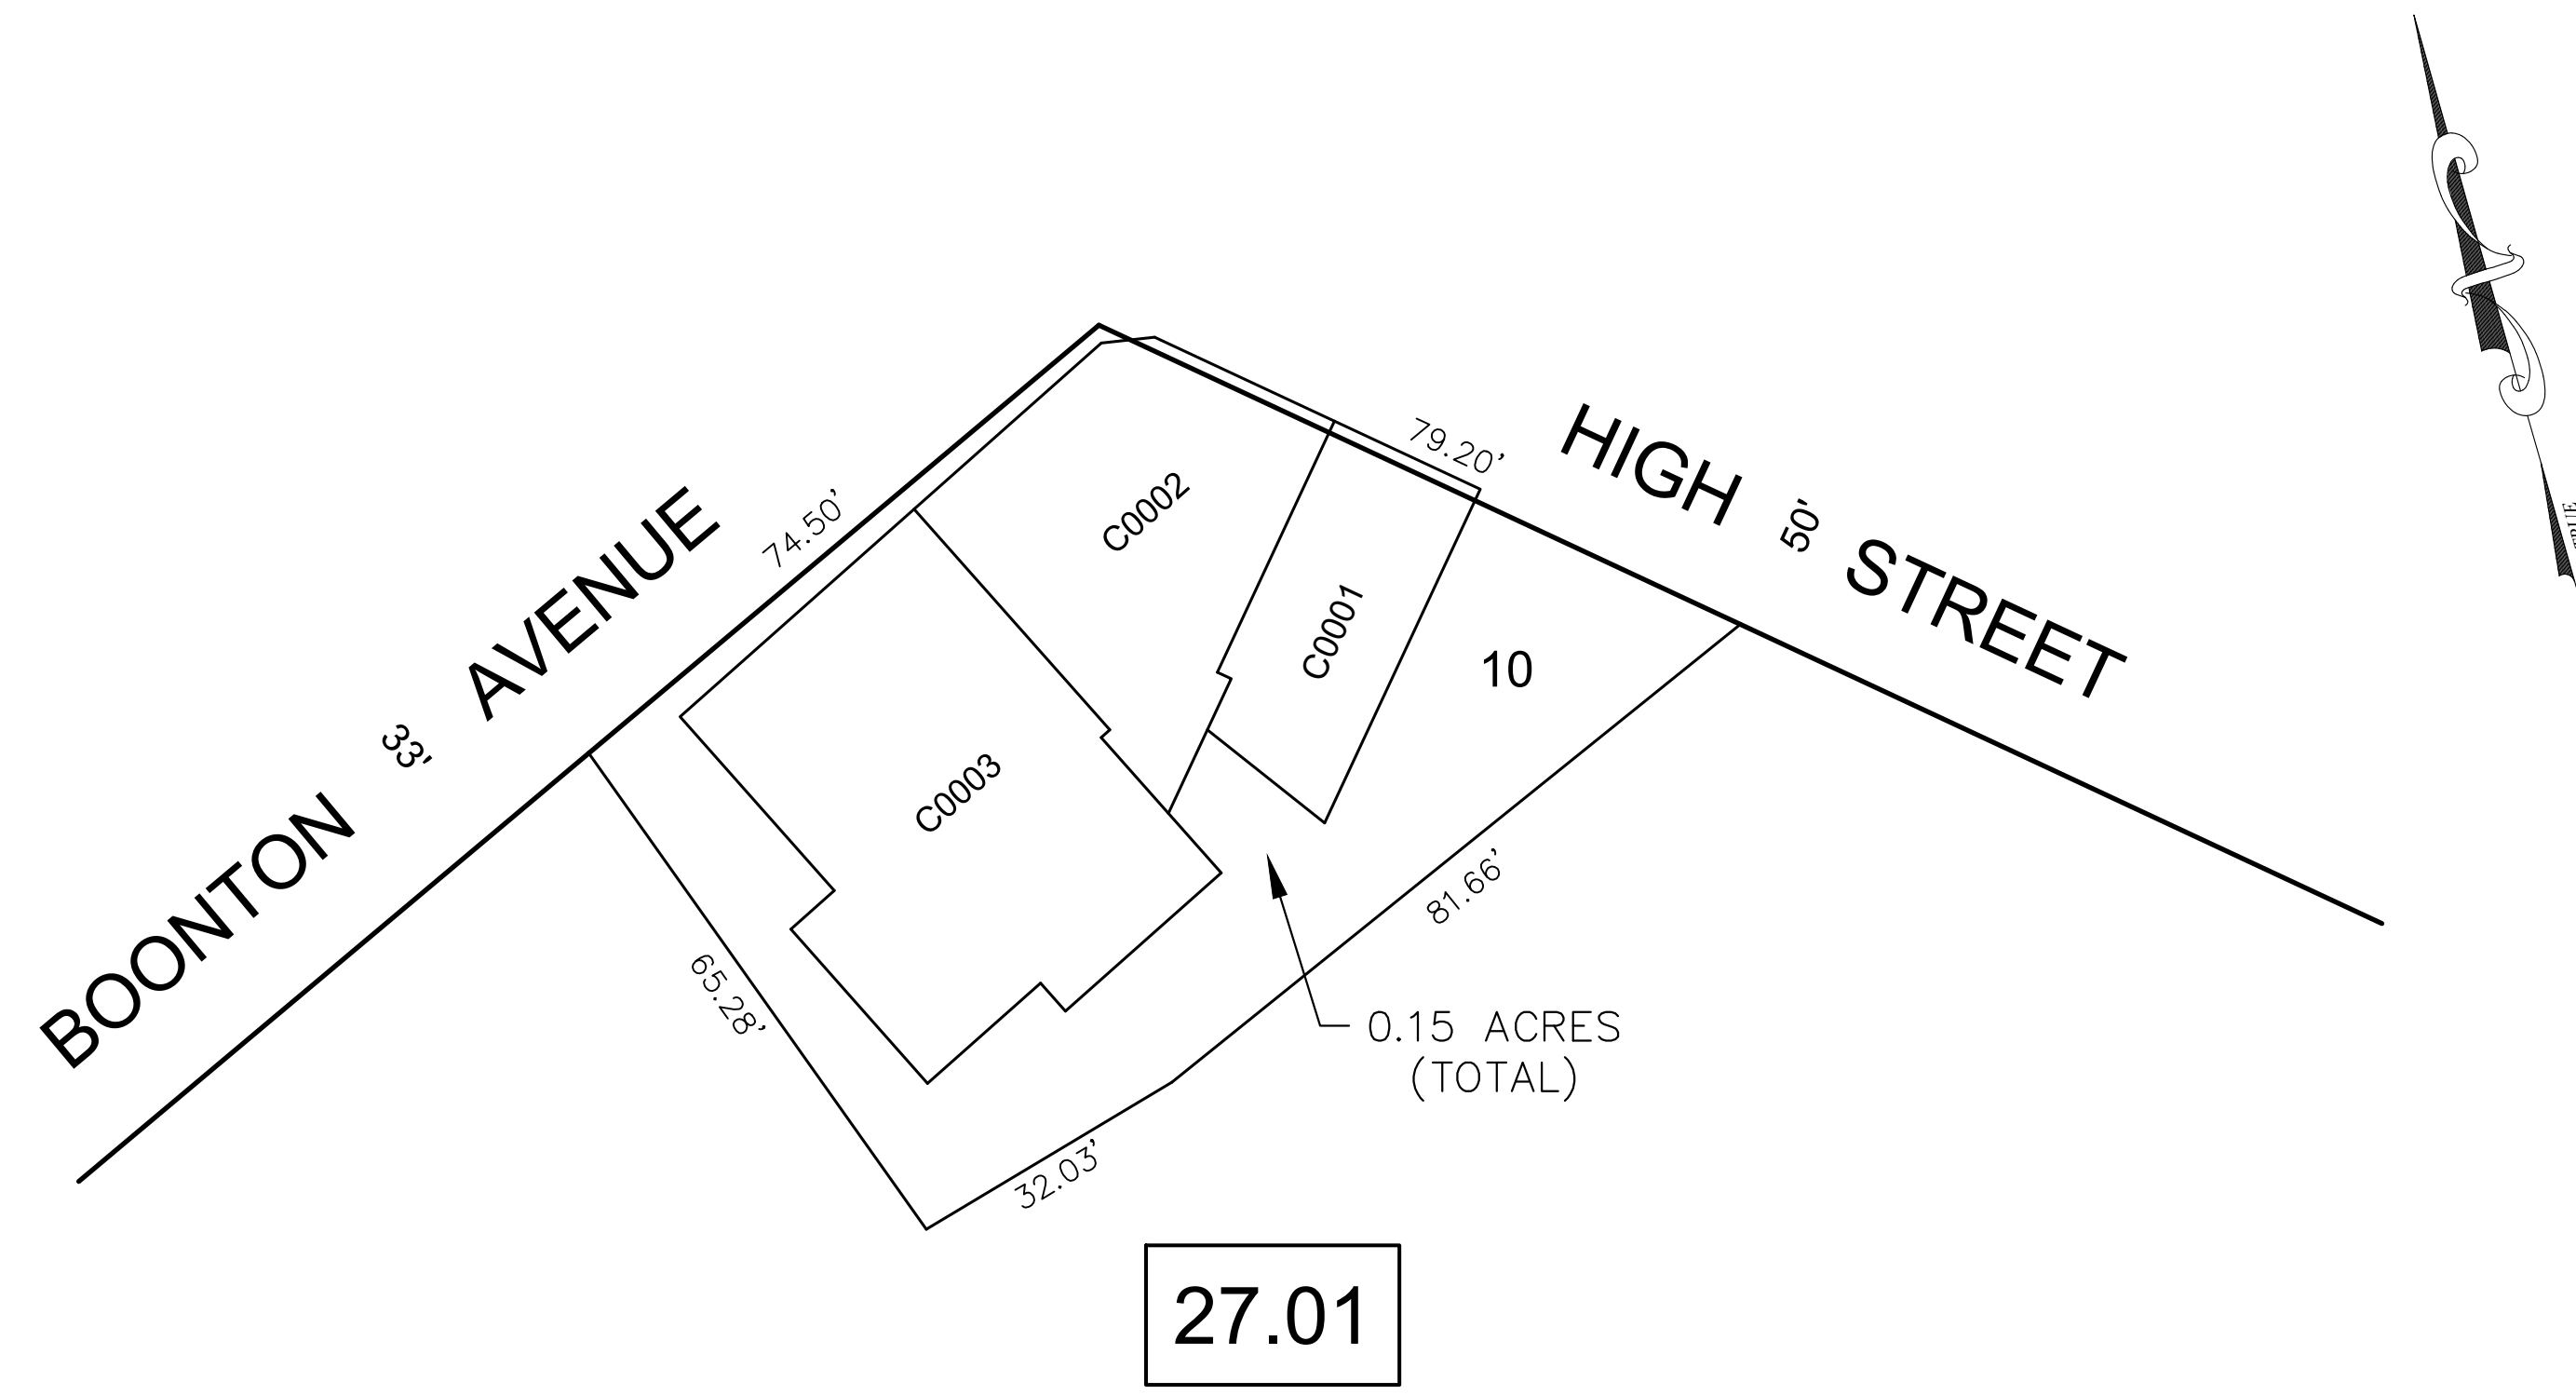 BOONTON 33' AVENUE
74.50’
HIGH 50' STREET
79.20’
C0002
C0001
10
C0003
81.66’
65.28’
0.15 ACRES
(TOTAL)
32.03’
27.01